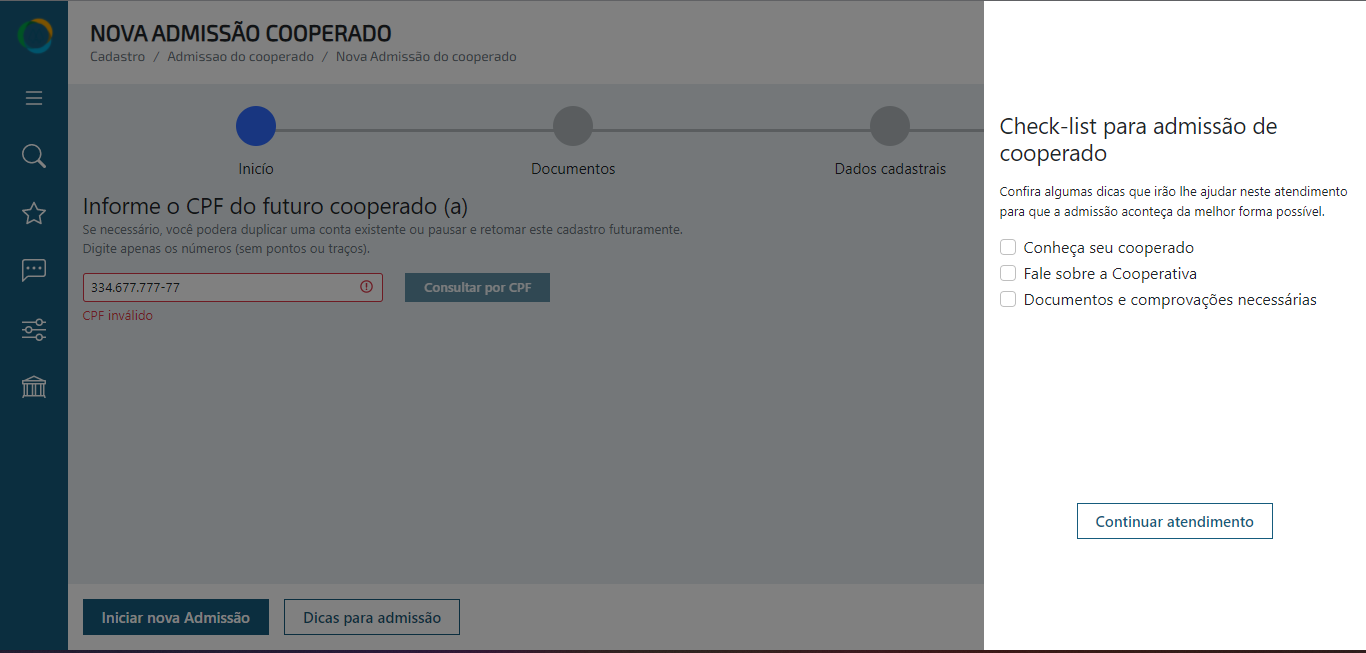 NOVA ADMISSÃO COOPERADO
Cadastro / Admissao do cooperado / Nova Admissão do cooperado
Inicío
Documentos
Dados cadastrais
Informe o CPF do futuro cooperado (a)
Se necessário, você podera duplicar uma conta existente ou pausar e retomar este cadastro futuramente.
Digite apenas os números (sem pontos ou traços).
334.677.777-77
Consultar por CPF
CPF inválido
Iniciar nova Admissão
Dicas para admissão
Check-list para admissão de
cooperado
Confira algumas dicas que irão lhe ajudar neste atendimento
para que a admissão aconteça da melhor forma possível.
Conheça seu cooperado
Fale sobre a Cooperativa
Documentos e comprovações necessárias
Continuar atendimento